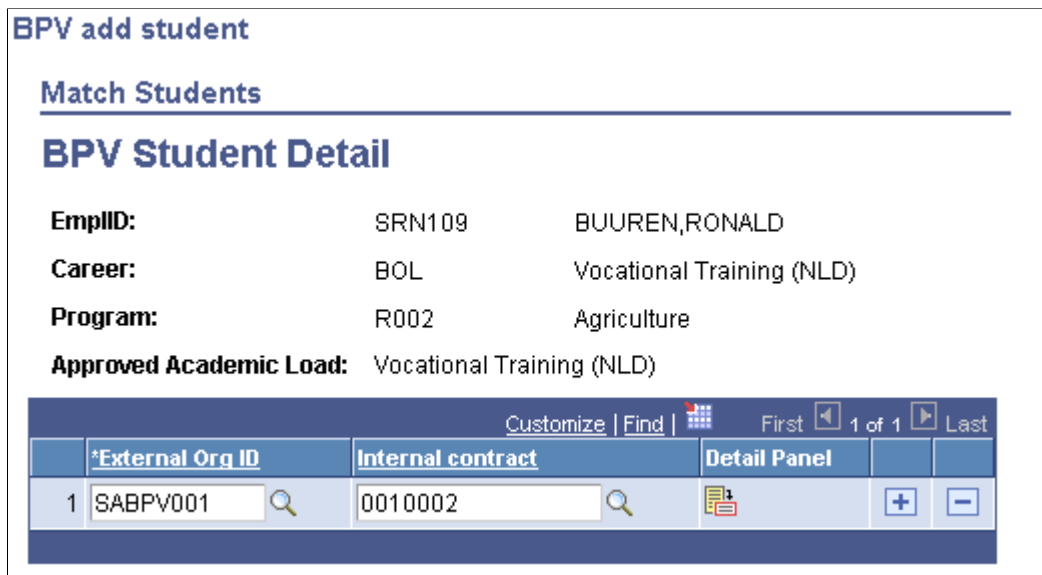 BPV add student
Match Students
BPV Student Detail
EmplID: SRN109 BUUREN,RONALD
Career: BOL Vocational Training (NLD)
Program: R002 Agriculture
Approved Academic Load: Vocational Training (NLD)
Customize | Find | First 1 of 1 Last
*External Org ID Internal contract Detail Panel
1 SABPV001 0010002